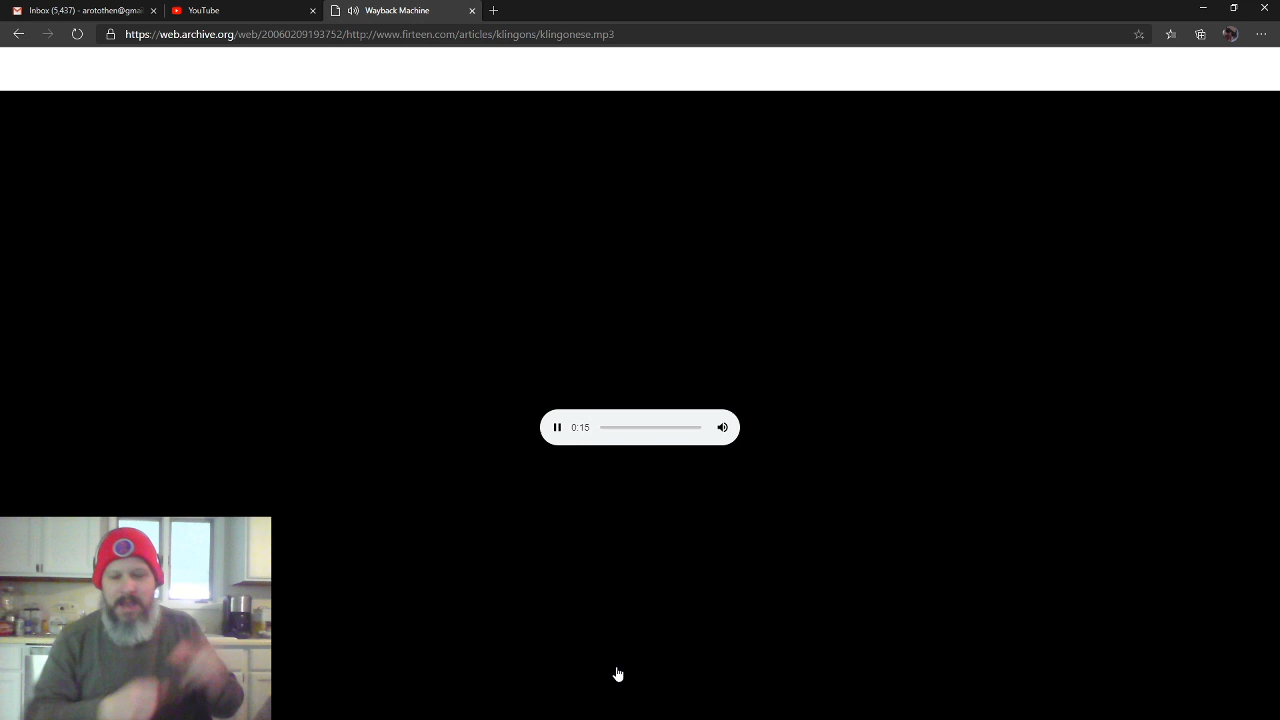 Inbox (5,437) - arotothen@gmai
YouTube
Wayback Machine
https://web.archive.org/web/20060209193752/http://www.firteen.com/articles/klingons/klingonese.mp3
0:15